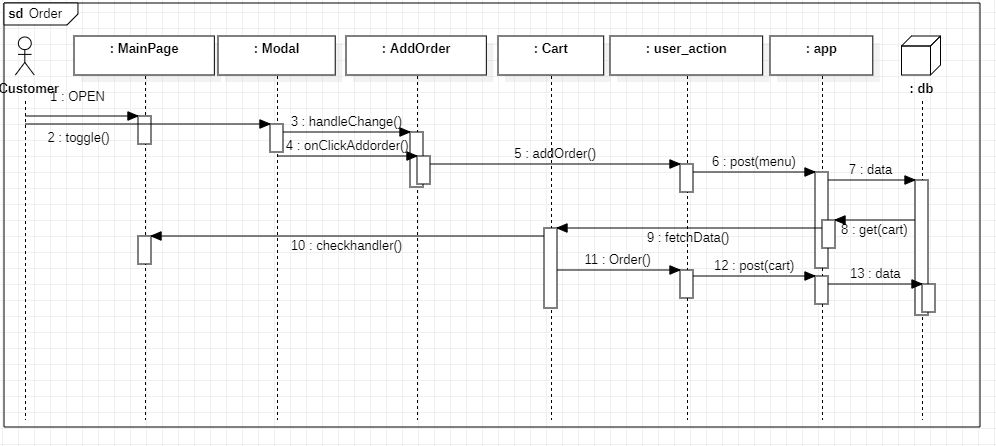 sd Order
: MainPage
: Modal
: AddOrder
: Cart
: user_action
: app
Customer
: db
1 : OPEN
2 : toggle()
3 : handleChange()
4 : onClickAddorder()
5 : addOrder()
6 : post(menu)
7 : data
8 : get(cart)
9 : fetchData()
10 : checkhandler()
11 : Order()
12 : post(cart)
13 : data